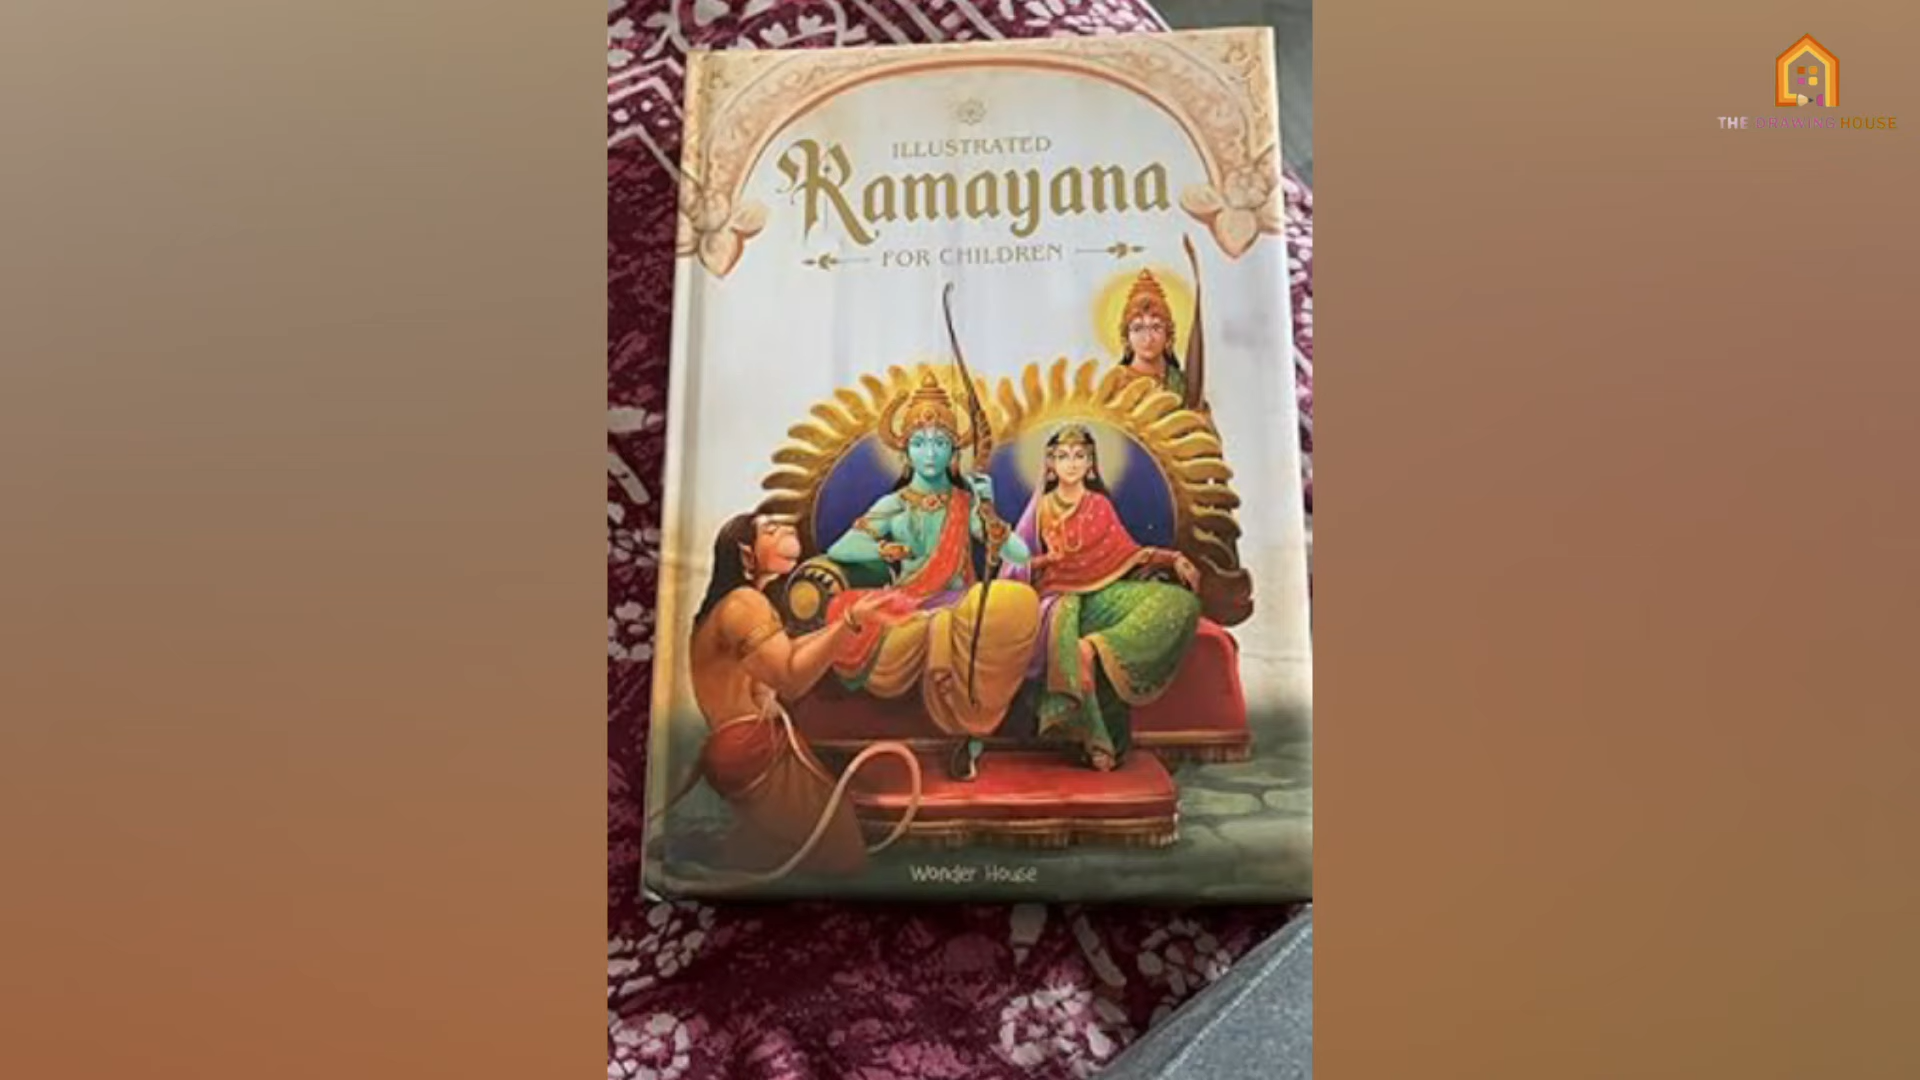 THE DRAWING HOUSE
ILLUSTRATED
Ramayana
FOR CHILDREN
Wonder House